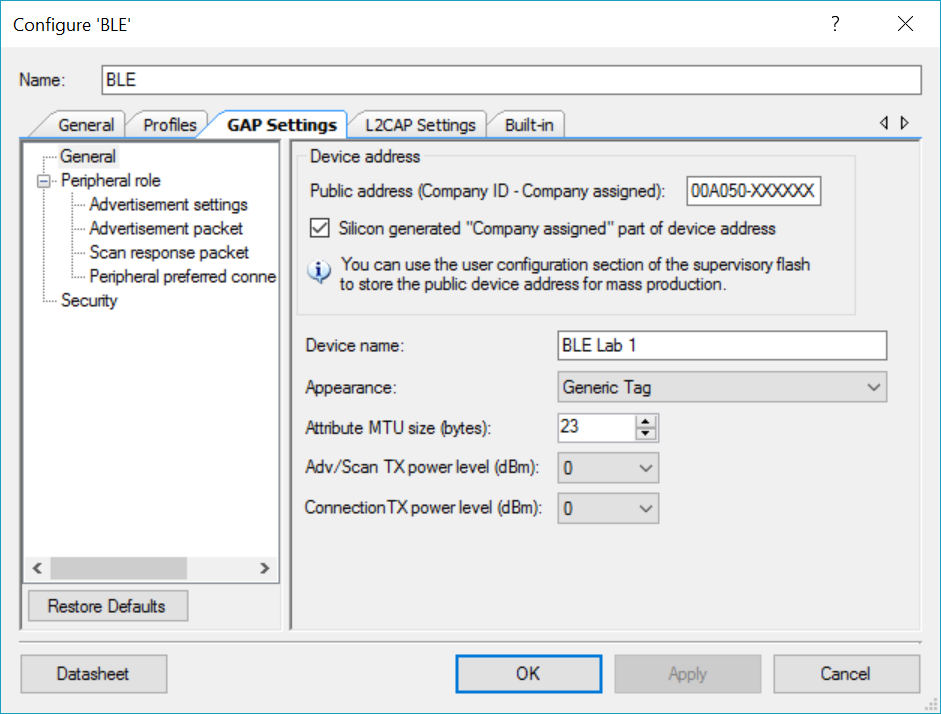 Configure 'BLE'
?
Name:
BLE
General
Profiles
GAP Settings
L2CAP Settings
Built-in
General
Peripheral role
Advertisement settings
Advertisement packet
Scan response packet
Peripheral preferred conne
Security
Restore Defaults
Device address
Public address (Company ID - Company assigned):
00A050-XXXXXX
Silicon generated "Company assigned" part of device address
You can use the user configuration section of the supervisory flash
to store the public device address for mass production.
Device name:
BLE Lab 1
Appearance:
Generic Tag
Attribute MTU size (bytes):
23
Adv/Scan TX power level (dBm):
0
Connection TX power level (dBm):
0
Datasheet
OK
Apply
Cancel